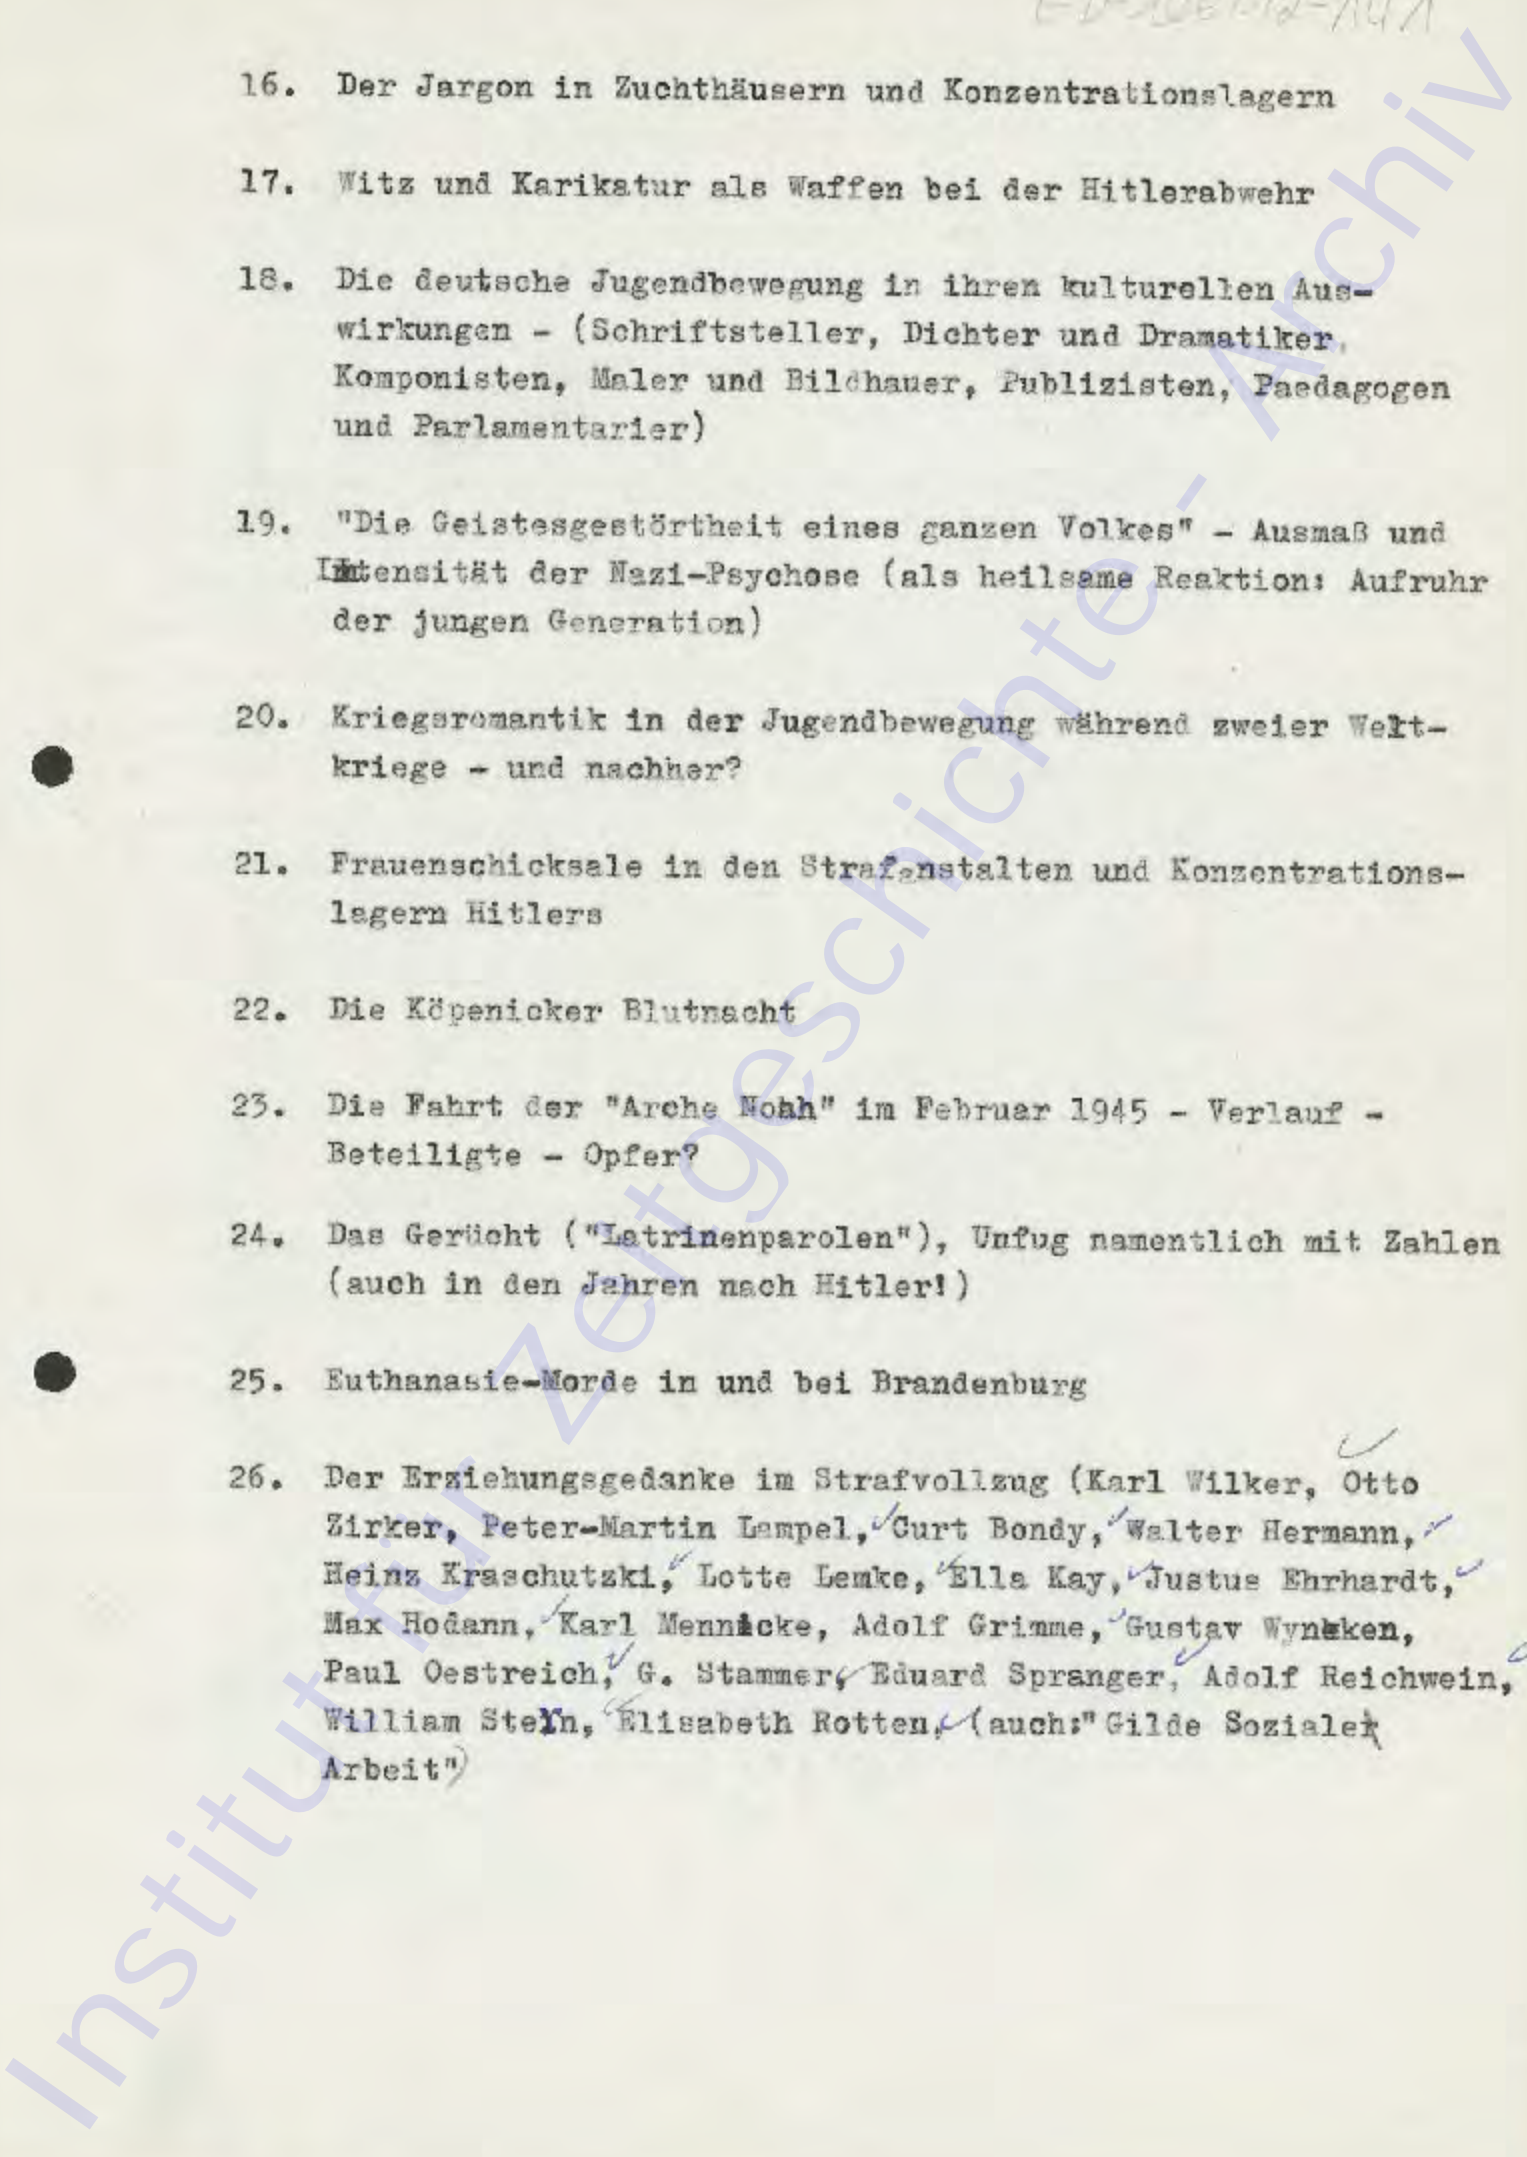 16. Der Jargon in Zuchthäusern und Konzentrationslagern
17. Witz und Karikatur als Waffen bei der Hitlerabwehr
18. Die deutsche Jugendbewegung in ihren kulturellen Aus-
wirkungen - (Schriftsteller, Dichter und Dramatiker,
Komponisten, Maler und Bildhauer, Publizisten, Paedagogen
und Parlamentarier)
19. "Die Geistesgestörtheit eines ganzen Volkes" - Ausmaß und
Intensität der Nazi-Psychose (als heilsame Reaktion: Aufruhr
der jungen Generation)
20. Kriegsromantik in der Jugendbewegung während zweier Welt-
kriege - und nachher?
21. Frauenschicksale in den Strafanstalten und Konzentrations-
lagern Hitlers
22. Die Köpenicker Blutnacht
23. Die Fahrt der "Arche Noah" im Februar 1945 - Verlauf -
Beteiligte - Opfer?
24. Das Gerücht ("Latrinenparolen"), Unfug namentlich mit Zahlen
(auch in den Jahren nach Hitler!)
25. Euthanasie-Morde in und bei Brandenburg
26. Der Erziehungsgedanke im Strafvollzug (Karl Wilker, Otto
Zirker, Peter-Martin Lampel, Curt Bondy, Walter Hermann,
Heinz Kraschutzki, Lotte Lemke, Ella Kay, Justus Ehrhardt,
Max Hodann, Karl Mennicke, Adolf Grimme, Gustav Wyneken,
Paul Oestreich, G. Stammer, Eduard Spranger, Adolf Reichwein,
William Stern, Elisabeth Rotten, (auch:"Gilde Soziale
Arbeit")
Institut für Zeitgeschichte - Archiv